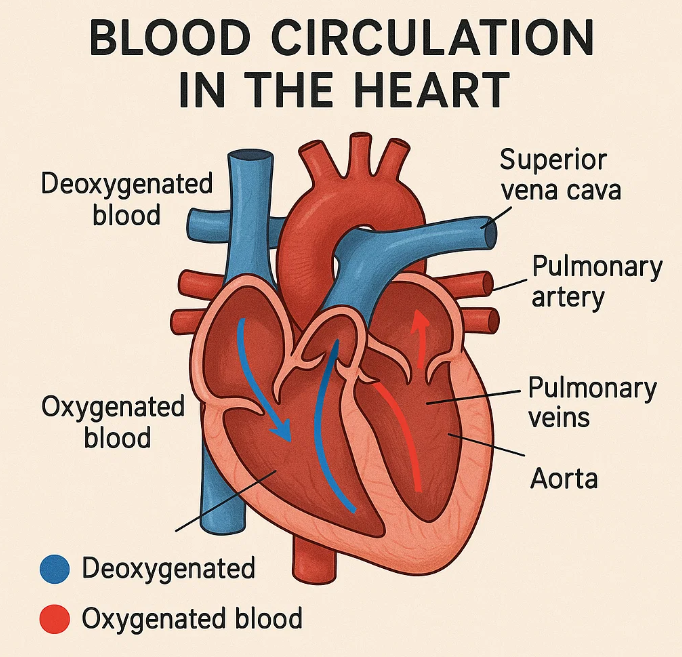 BLOOD CIRCULATION
IN THE HEART
Deoxygenated
blood
Superior
vena cava
Pulmonary
artery
Oxygenated
blood
Pulmonary
veins
Aorta
Deoxygenated
Oxygenated blood